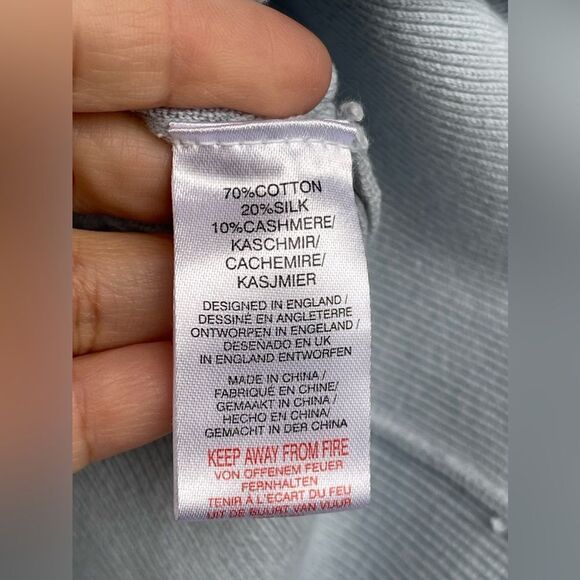 70%COTTON
20%SILK
10%CASHMERE/
KASCHMIR/
CACHEMIRE/
KASJMIER
DESIGNED IN ENGLAND /
DESSINÉ EN ANGLETERRE
ONTWORPEN IN ENGELAND /
DESEÑADO EN UK
IN ENGLAND ENTWORFEN
MADE IN CHINA /
FABRIQUÉ EN CHINE/
GEMAAKT IN CHINA /
HECHO EN CHINA/
GEMACHT IN DER CHINA
KEEP AWAY FROM FIRE
VON OFFENEM FEUER
FERNHALTEN
TENIR À L'ÉCART DU FEU
UIT DE BUURT VAN VUUR